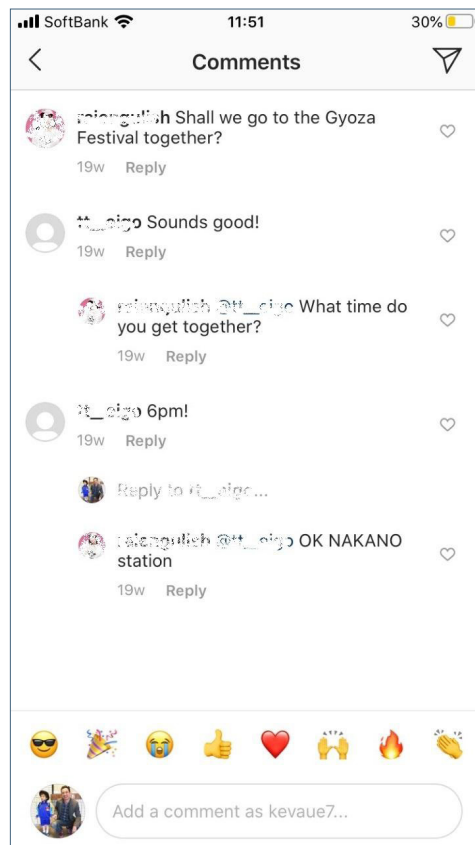 SoftBank 11:51 30%
Comments
Shall we go to the Gyoza
Festival together?
19w Reply
Sounds good!
19w Reply
What time do
you get together?
19w Reply
6pm!
19w Reply
Reply to
OK NAKANO
station
19w Reply
Add a comment as kevaue7...